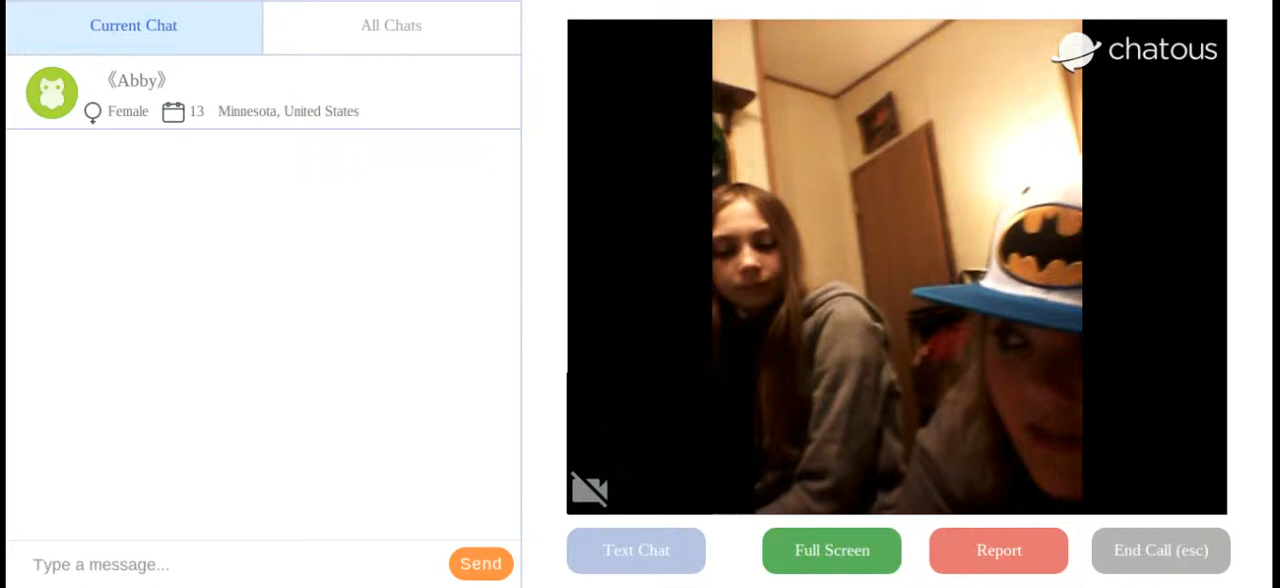 Current Chat
All Chats
《Abby》
Female 13 Minnesota, United States
chatous
Type a message...
Send
Text Chat
Full Screen
Report
End Call (esc)